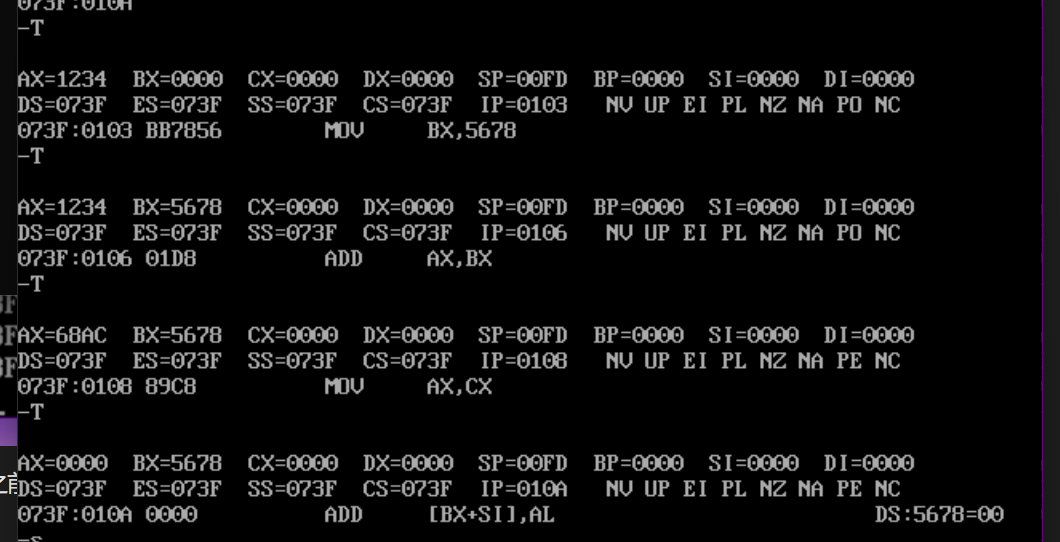 073F:010A
-T
AX=1234  BX=0000  CX=0000  DX=0000  SP=00FD  BP=0000  SI=0000  DI=0000
DS=073F  ES=073F  SS=073F  CS=073F  IP=0103   NV UP EI PL NZ NA PO NC
073F:0103 BB7856        MOV     BX,5678
-T
AX=1234  BX=5678  CX=0000  DX=0000  SP=00FD  BP=0000  SI=0000  DI=0000
DS=073F  ES=073F  SS=073F  CS=073F  IP=0106   NV UP EI PL NZ NA PO NC
073F:0106 01D8          ADD     AX,BX
-T
AX=68AC  BX=5678  CX=0000  DX=0000  SP=00FD  BP=0000  SI=0000  DI=0000
DS=073F  ES=073F  SS=073F  CS=073F  IP=0108   NV UP EI PL NZ NA PE NC
073F:0108 89C8          MOV     AX,CX
-T
AX=0000  BX=5678  CX=0000  DX=0000  SP=00FD  BP=0000  SI=0000  DI=0000
DS=073F  ES=073F  SS=073F  CS=073F  IP=010A   NV UP EI PL NZ NA PE NC
073F:010A 0000          ADD     [BX+SI],AL                         DS:5678=00